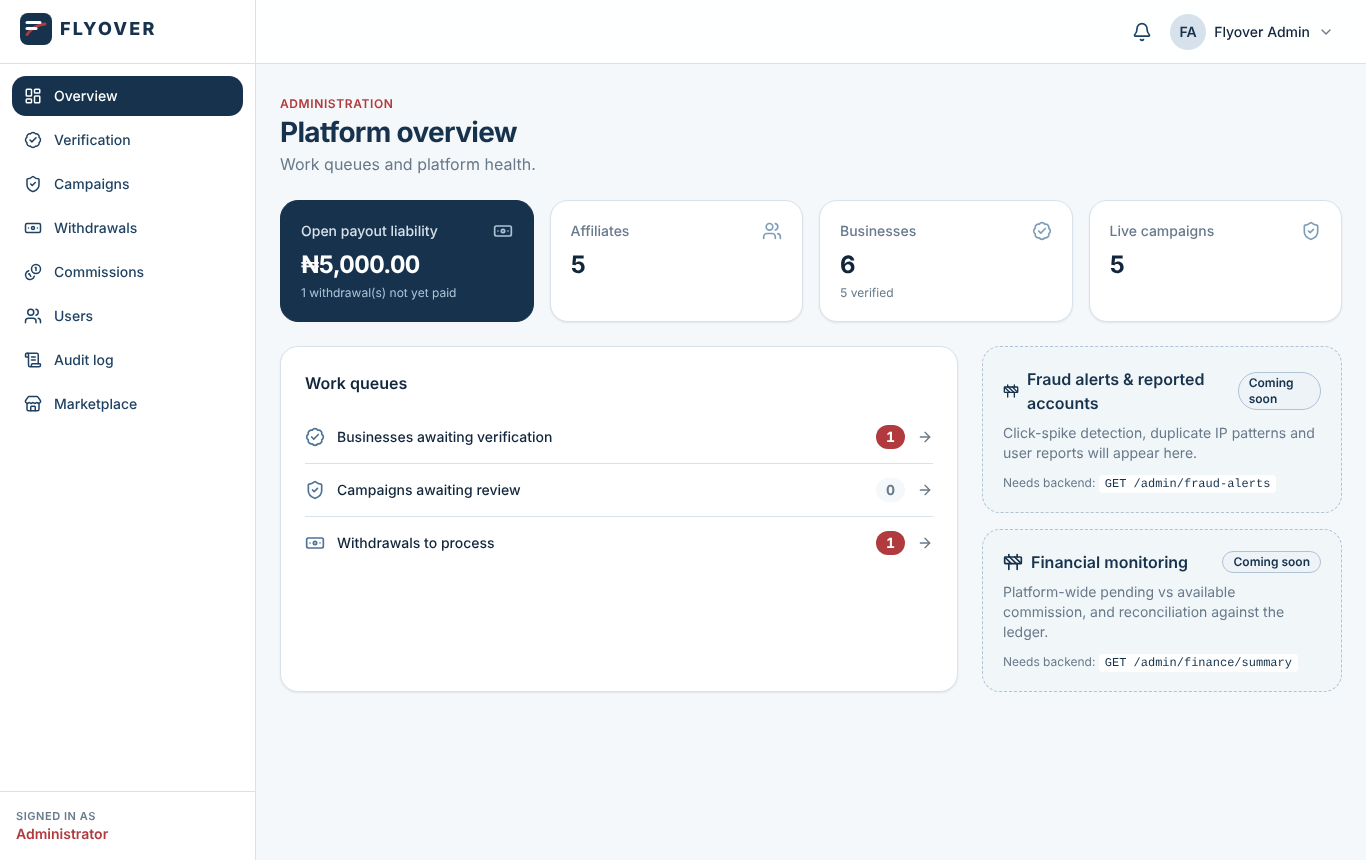 FLYOVER
FA
Flyover Admin
Overview
Verification
Campaigns
Withdrawals
Commissions
Users
Audit log
Marketplace
SIGNED IN AS
Administrator
ADMINISTRATION
Platform overview
Work queues and platform health.
Open payout liability
₦5,000.00
1 withdrawal(s) not yet paid
Affiliates
5
Businesses
6
5 verified
Live campaigns
5
Work queues
Businesses awaiting verification 1
Campaigns awaiting review 0
Withdrawals to process 1
Fraud alerts & reported
accounts
Coming
soon
Click-spike detection, duplicate IP patterns and
user reports will appear here.
Needs backend: GET /admin/fraud-alerts
Financial monitoring
Coming soon
Platform-wide pending vs available
commission, and reconciliation against the
ledger.
Needs backend: GET /admin/finance/summary